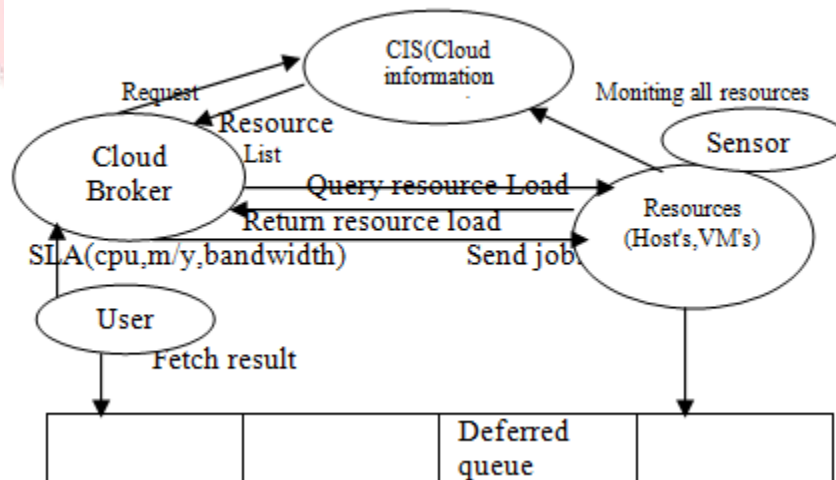 CIS(Cloud
information
Request
Moniting all resources
Resource
List
Sensor
Cloud
Broker
Query resource Load
Return resource load
Resources
(Host's,VM's)
SLA(cpu,m/y,bandwidth)
Send job
User
Fetch result
Deferred
queue